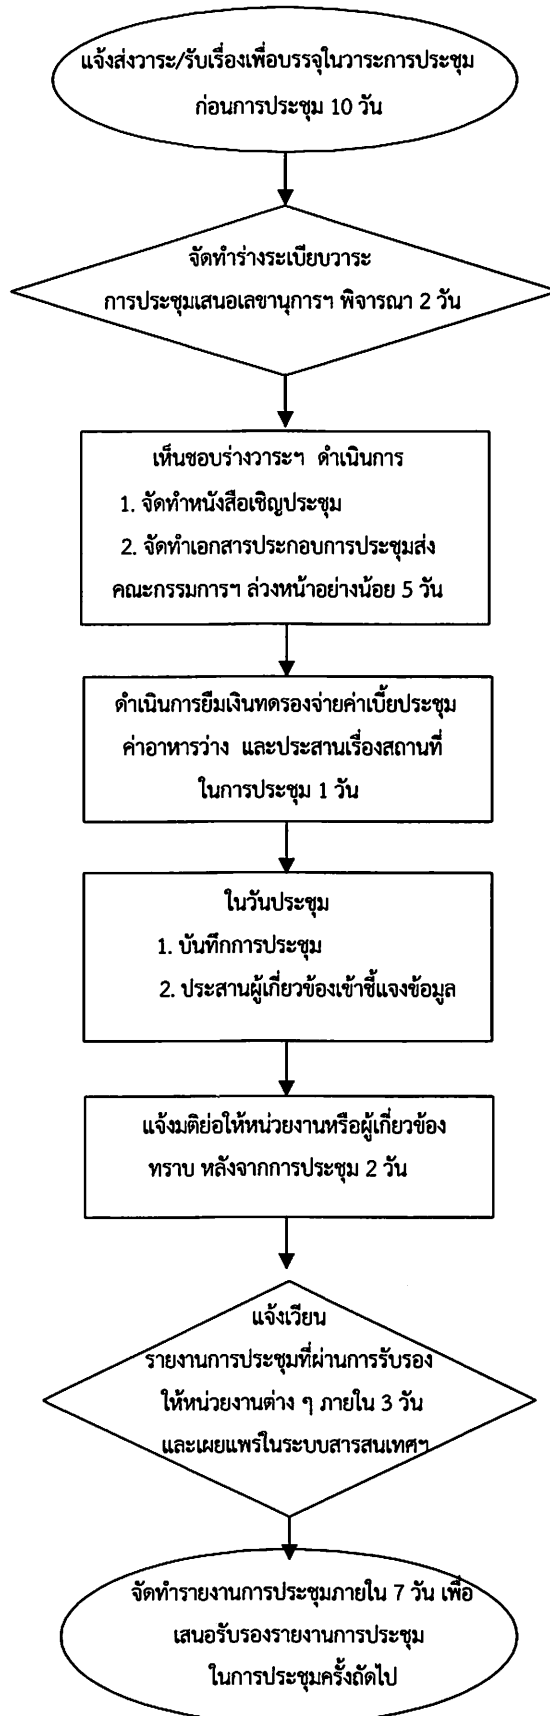 แจ้งส่งวาระ/รับเรื่องเพื่อบรรจุในวาระการประชุม
ก่อนการประชุม 10 วัน
จัดทำร่างระเบียบวาระ
การประชุมเสนอเลขานุการฯ พิจารณา 2 วัน
เห็นชอบร่างวาระฯ ดำเนินการ
1. จัดทำหนังสือเชิญประชุม
2. จัดทำเอกสารประกอบการประชุมส่ง
คณะกรรมการฯ ล่วงหน้าอย่างน้อย 5 วัน
ดำเนินการยืมเงินทดรองจ่ายค่าเบี้ยประชุม
ค่าอาหารว่าง และประสานเรื่องสถานที่
ในการประชุม 1 วัน
ในวันประชุม
1. บันทึกการประชุม
2. ประสานผู้เกี่ยวข้องเข้าชี้แจงข้อมูล
แจ้งมติย่อให้หน่วยงานหรือผู้เกี่ยวข้อง
ทราบ หลังจากการประชุม 2 วัน
แจ้งเวียน
รายงานการประชุมที่ผ่านการรับรอง
ให้หน่วยงานต่าง ๆ ภายใน 3 วัน
และเผยแพร่ในระบบสารสนเทศฯ
จัดทำรายงานการประชุมภายใน 7 วัน เพื่อ
เสนอรับรองรายงานการประชุม
ในการประชุมครั้งถัดไป